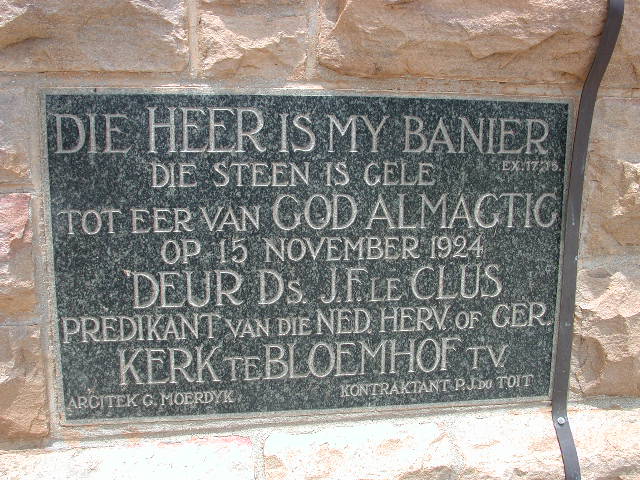 DIE HEER IS MY BANIER
EX. 17:15.
DIE STEEN IS GELE
TOT EER VAN GOD ALMAGTIG
OP 15 NOVEMBER 1924
DEUR DS. J.F. LE CLUS
PREDIKANT VAN DIE NED. HERV. OF GER.
KERK TE BLOEMHOF TV.
ARGITEK G. MOERDYK
KONTRAKTANT P.J. DU TOIT